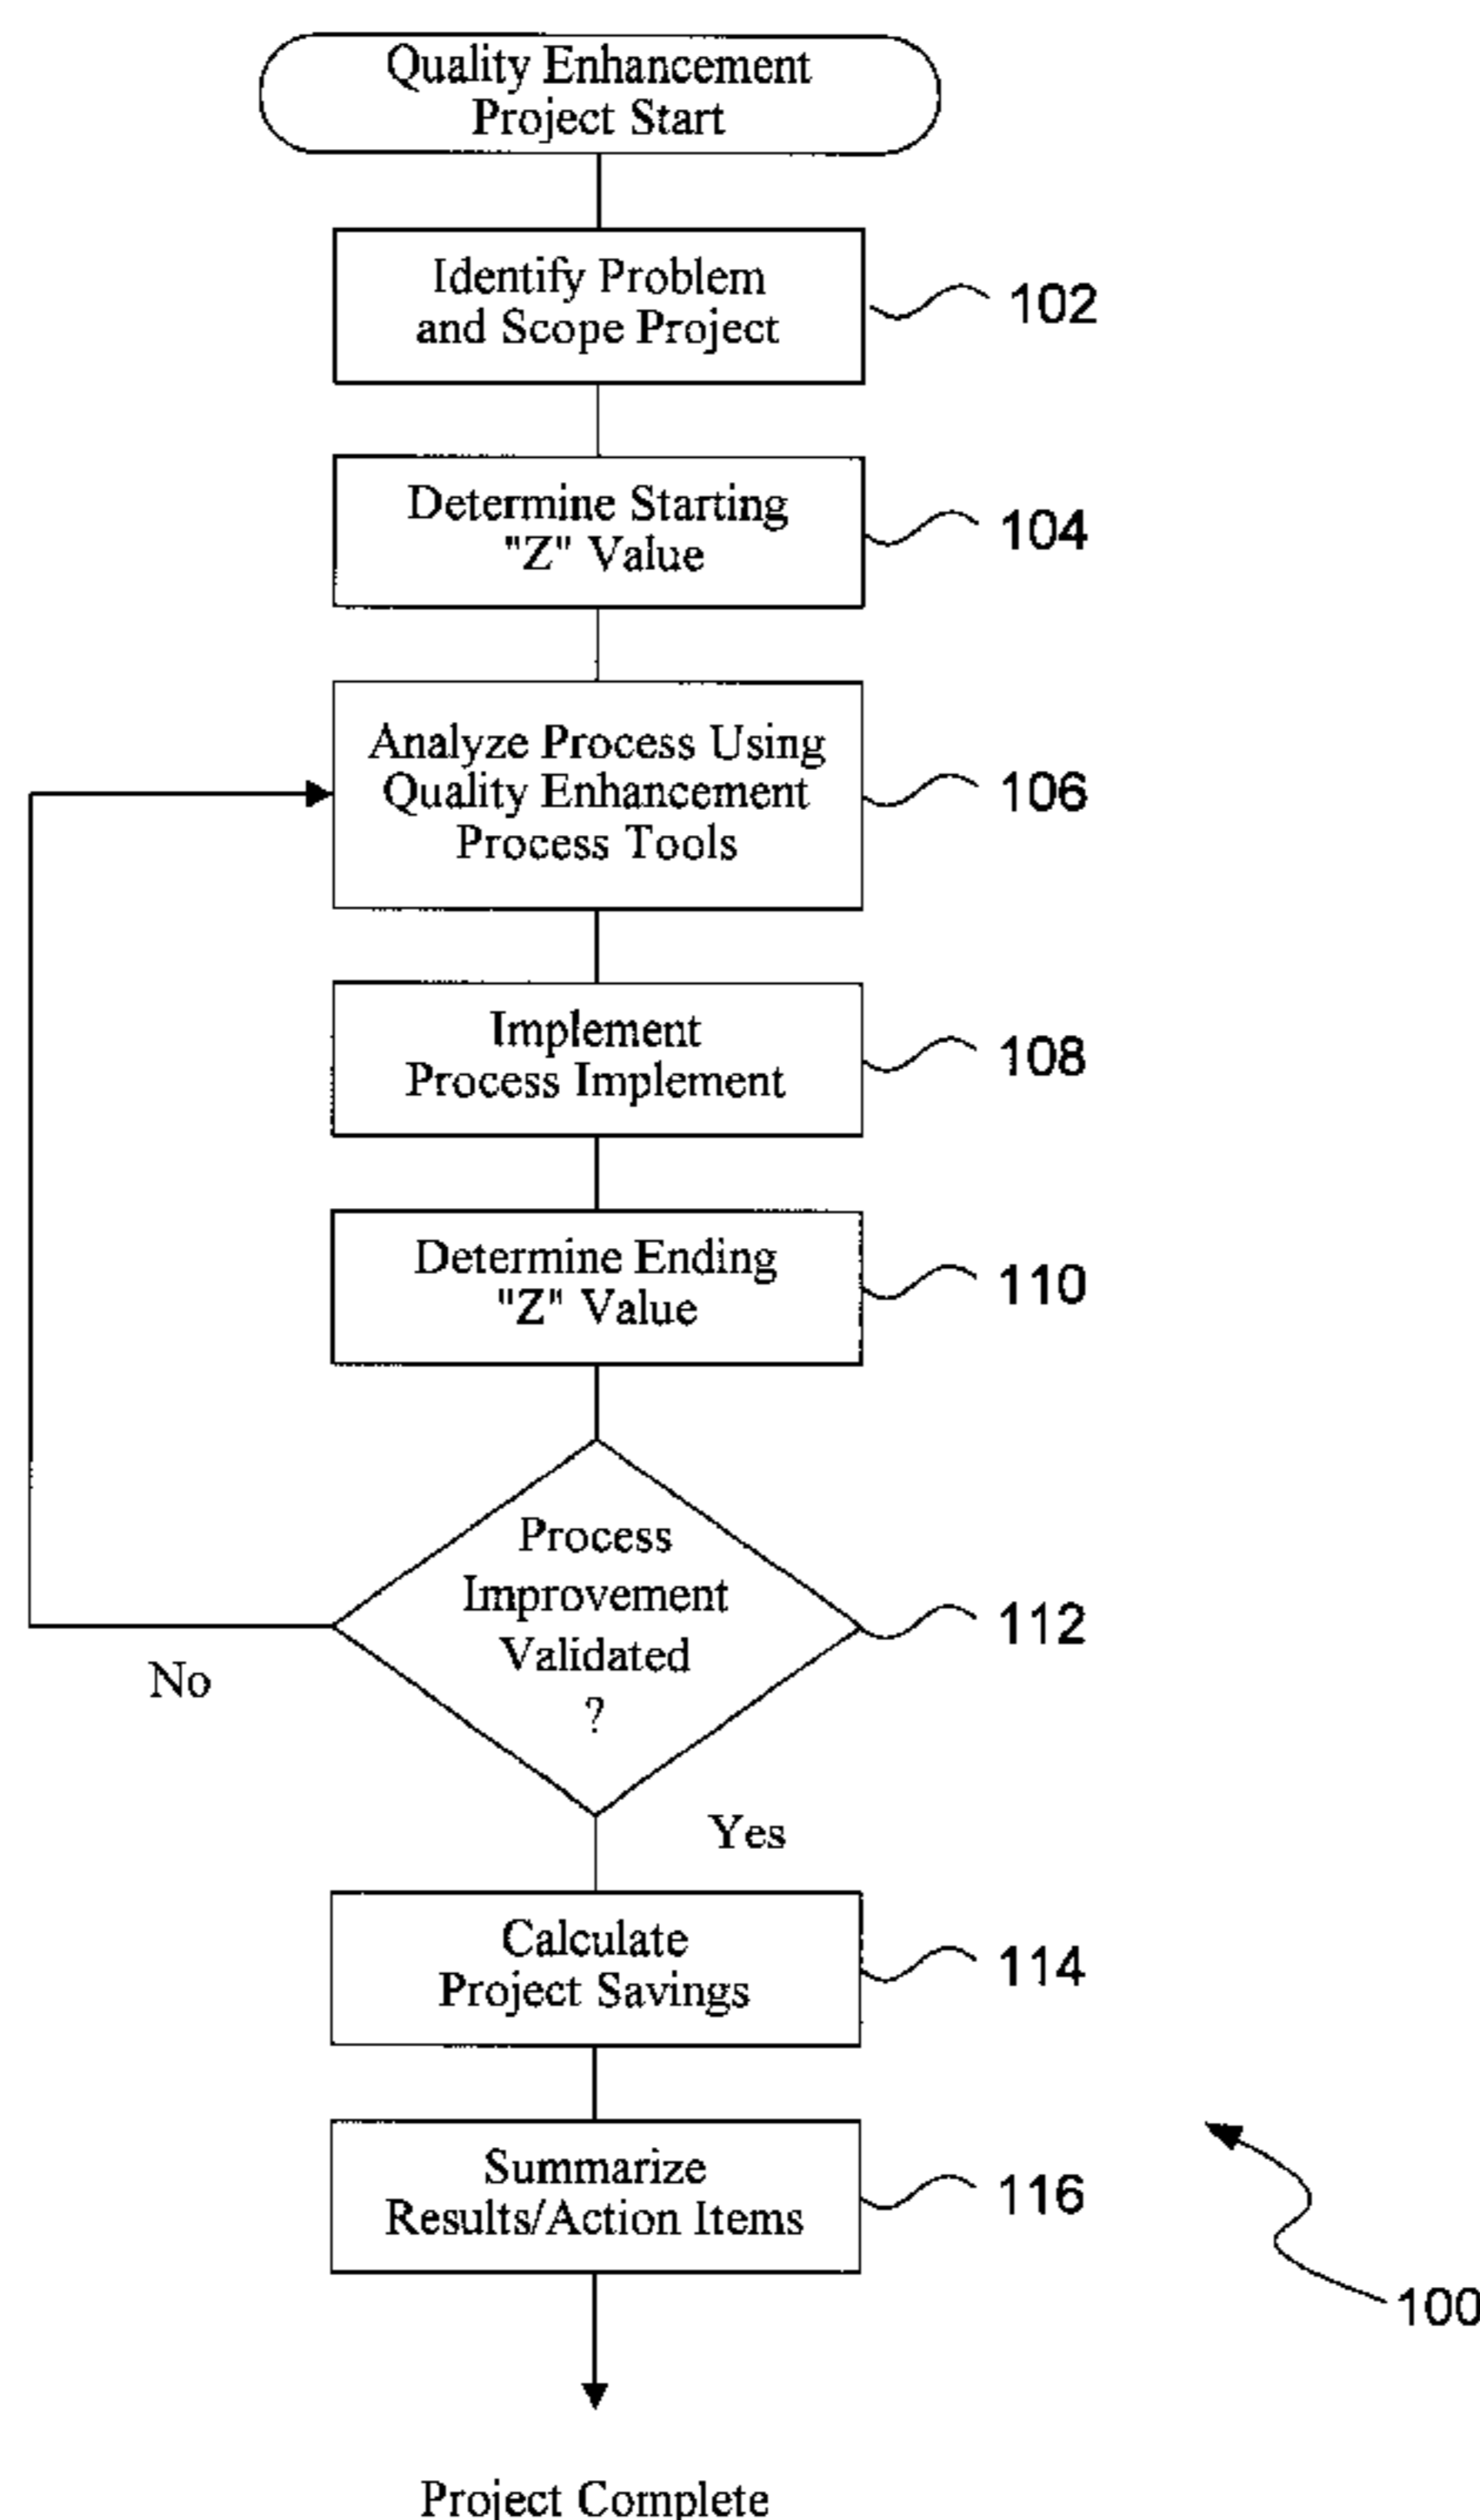 Quality Enhancement
Project Start
Identify Problem
and Scope Project
102
Determine Starting
"Z" Value
104
Analyze Process Using
Quality Enhancement
Process Tools
106
Implement
Process Implement
108
Determine Ending
"Z" Value
110
Process
Improvement
Validated
?
112
No
Yes
Calculate
Project Savings
114
Summarize
Results/Action Items
116
100
Project Complete